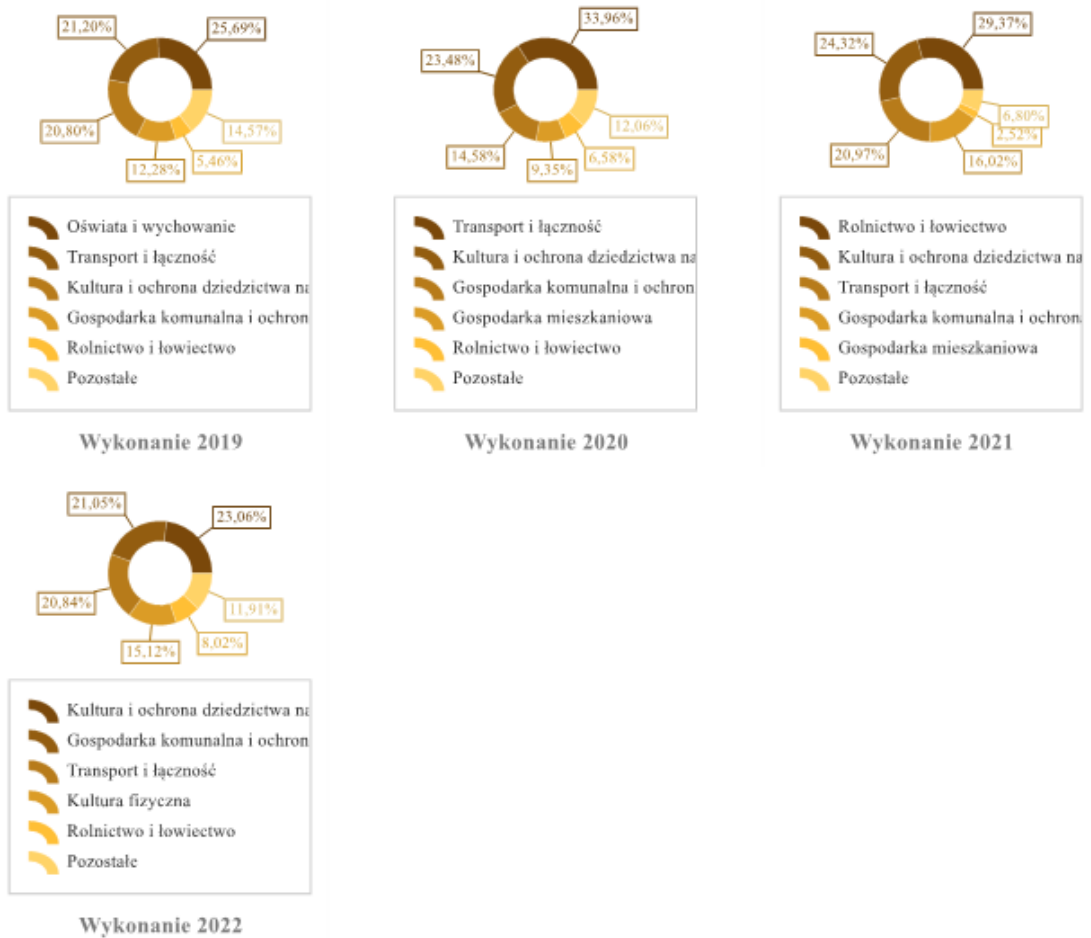 21,20%
25,69%
20,80%
14,57%
12,28%
5,46%
Oświata i wychowanie
Transport i łączność
Kultura i ochrona dziedzictwa na
Gospodarka komunalna i ochron
Rolnictwo i łowiectwo
Pozostałe
Wykonanie 2019
33,96%
23,48%
12,06%
14,58%
6,58%
9,35%
Transport i łączność
Kultura i ochrona dziedzictwa na
Gospodarka komunalna i ochron
Gospodarka mieszkaniowa
Rolnictwo i łowiectwo
Pozostałe
Wykonanie 2020
29,37%
24,32%
6,80%
2,52%
20,97%
16,02%
Rolnictwo i łowiectwo
Kultura i ochrona dziedzictwa na
Transport i łączność
Gospodarka komunalna i ochron
Gospodarka mieszkaniowa
Pozostałe
Wykonanie 2021
21,05%
23,06%
20,84%
11,91%
15,12%
8,02%
Kultura i ochrona dziedzictwa na
Gospodarka komunalna i ochron
Transport i łączność
Kultura fizyczna
Rolnictwo i łowiectwo
Pozostałe
Wykonanie 2022